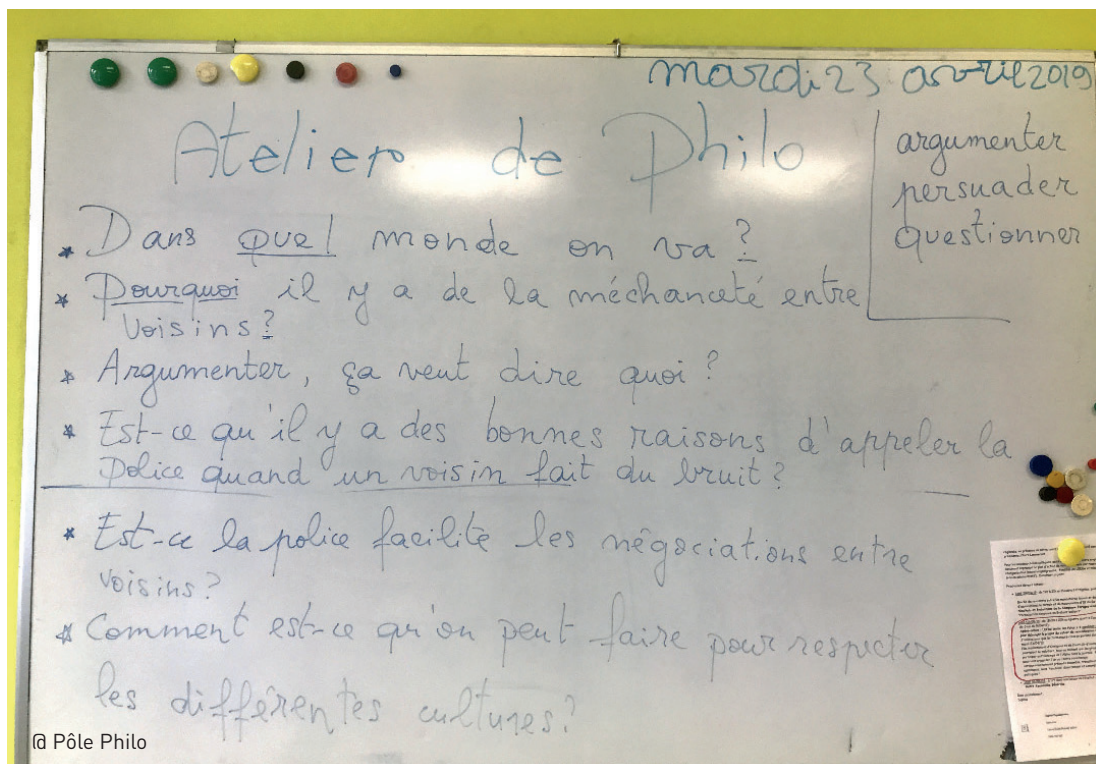 mardi 23 avril 2019
Atelier de Philo
argumenter
persuader
questionner
* Dans quel monde on va ?
* Pourquoi il y a de la méchanceté entre
voisins ?
* Argumenter, ça veut dire quoi ?
* Est-ce qu'il y a des bonnes raisons d'appeler la
Police quand un voisin fait du bruit ?
* Est-ce la police facilite les négociations entre
voisins ?
* Comment est-ce qu'on peut faire pour respecter
les différentes cultures ?
@ Pôle Philo